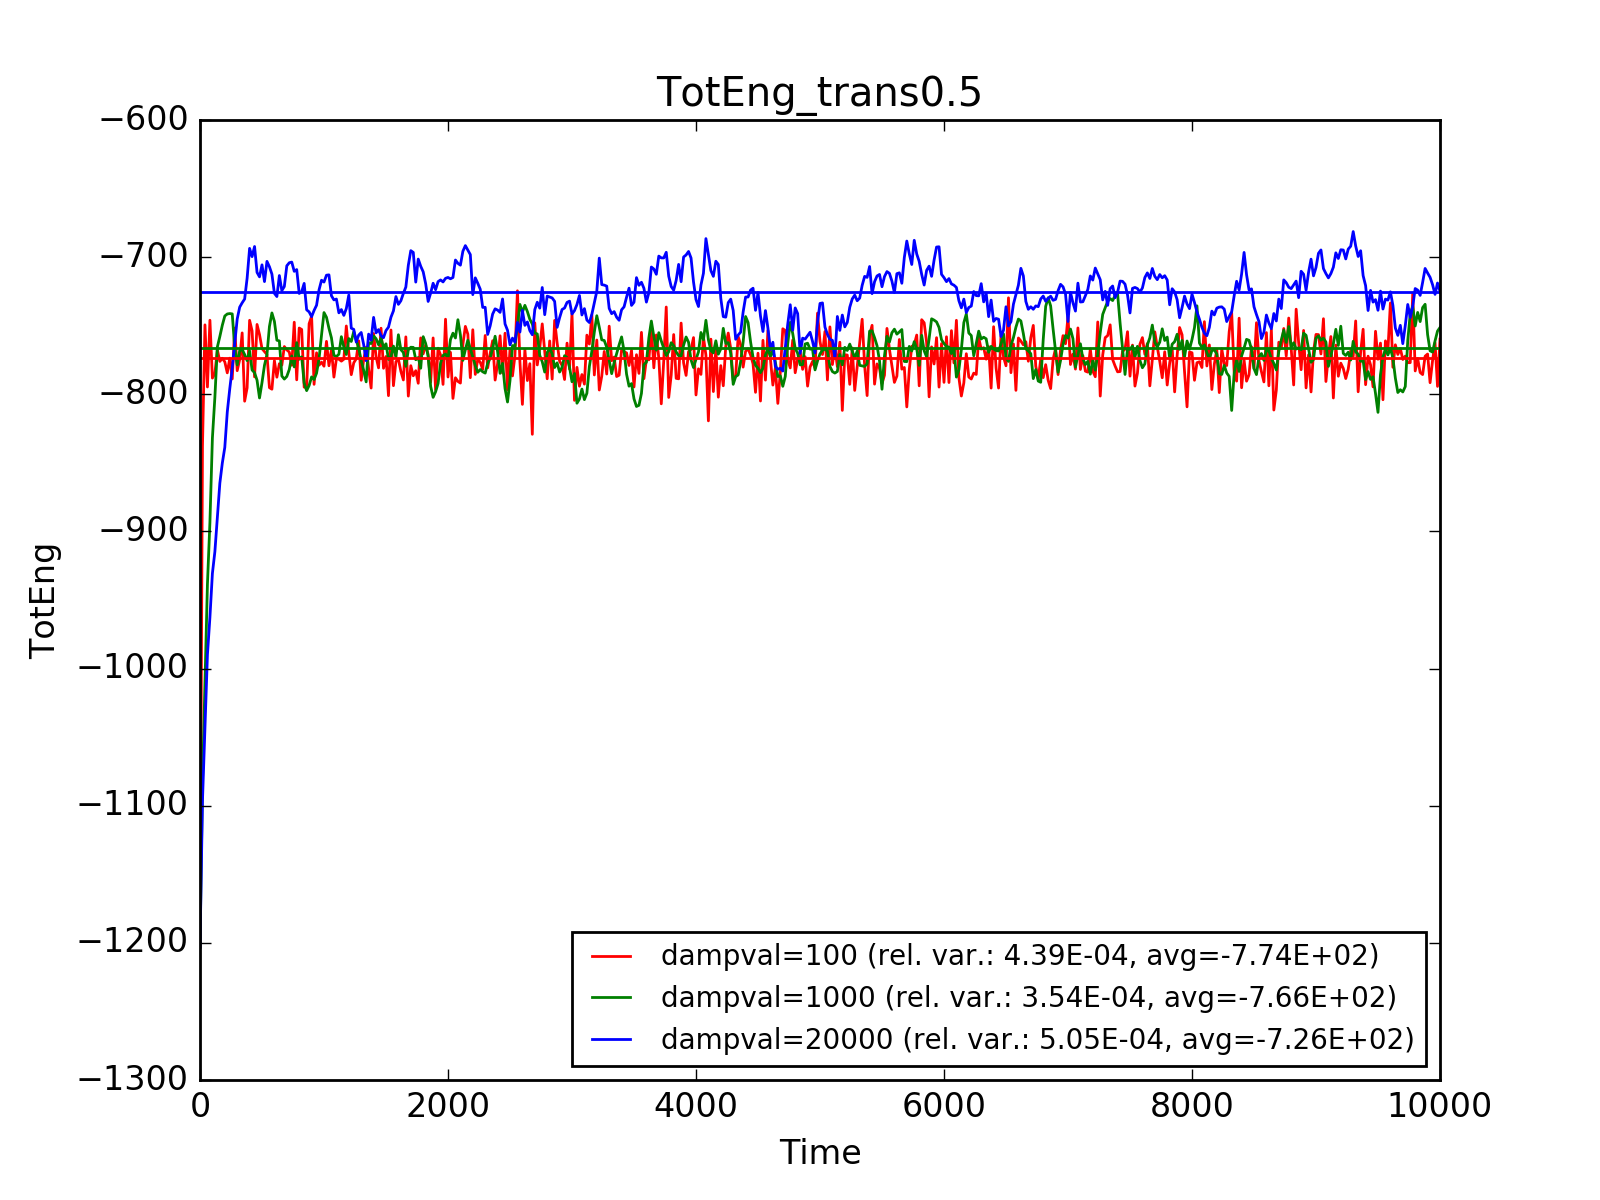 TotEng_trans0.5
−600
−700
−800
−900
−1000
−1100
−1200
−1300
TotEng
dampval=100 (rel. var.: 4.39E-04, avg=-7.74E+02)
dampval=1000 (rel. var.: 3.54E-04, avg=-7.66E+02)
dampval=20000 (rel. var.: 5.05E-04, avg=-7.26E+02)
0 2000 4000 6000 8000 10000
Time